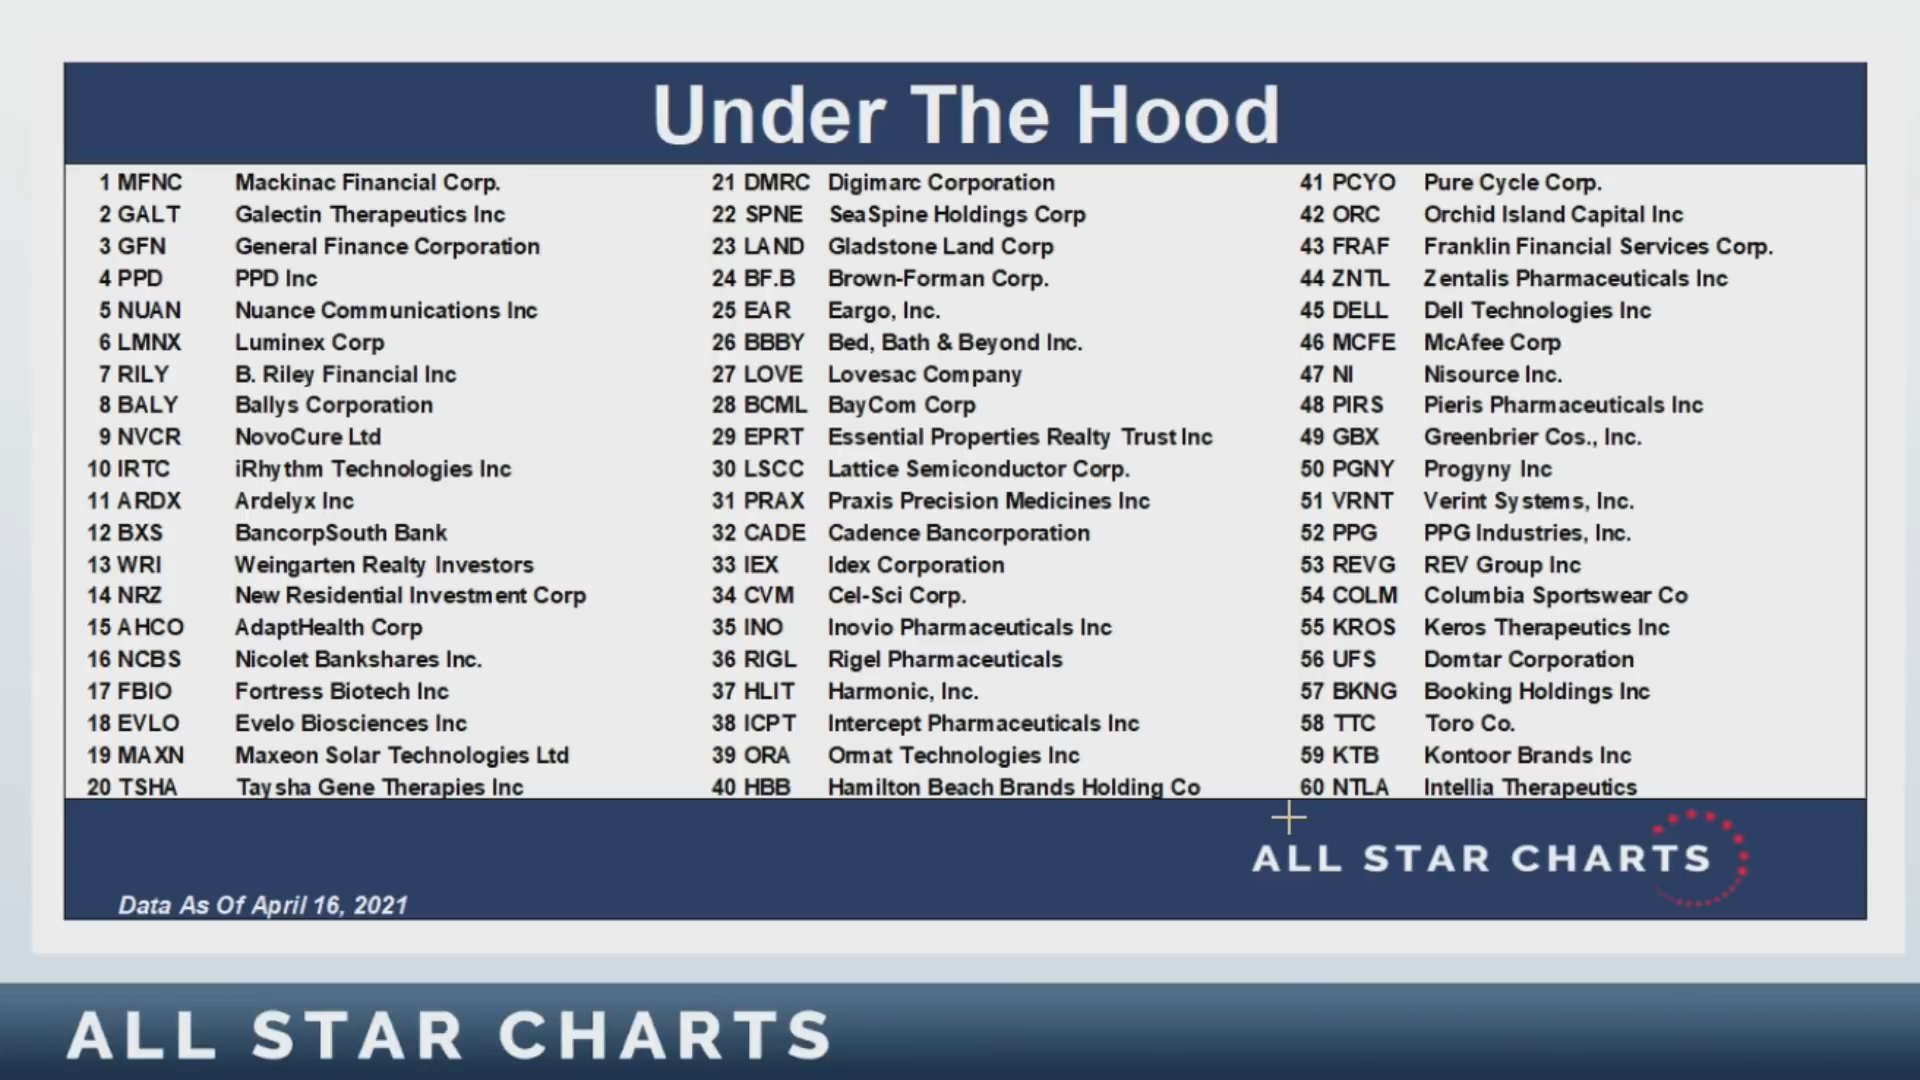 Under The Hood
1 MFNC Mackinac Financial Corp.
2 GALT Galectin Therapeutics Inc
3 GFN General Finance Corporation
4 PPD PPD Inc
5 NUAN Nuance Communications Inc
6 LMNX Luminex Corp
7 RILY B. Riley Financial Inc
8 BALY Ballys Corporation
9 NVCR NovoCure Ltd
10 IRTC iRhythm Technologies Inc
11 ARDX Ardelyx Inc
12 BXS BancorpSouth Bank
13 WRI Weingarten Realty Investors
14 NRZ New Residential Investment Corp
15 AHCO AdaptHealth Corp
16 NCBS Nicolet Bankshares Inc.
17 FBIO Fortress Biotech Inc
18 EVLO Evelo Biosciences Inc
19 MAXN Maxeon Solar Technologies Ltd
20 TSHA Taysha Gene Therapies Inc
21 DMRC Digimarc Corporation
22 SPNE SeaSpine Holdings Corp
23 LAND Gladstone Land Corp
24 BF.B Brown-Forman Corp.
25 EAR Eargo, Inc.
26 BBBY Bed, Bath & Beyond Inc.
27 LOVE Lovesac Company
28 BCML BayCom Corp
29 EPRT Essential Properties Realty Trust Inc
30 LSCC Lattice Semiconductor Corp.
31 PRAX Praxis Precision Medicines Inc
32 CADE Cadence Bancorporation
33 IEX Idex Corporation
34 CVM Cel-Sci Corp.
35 INO Inovio Pharmaceuticals Inc
36 RIGL Rigel Pharmaceuticals
37 HLIT Harmonic, Inc.
38 ICPT Intercept Pharmaceuticals Inc
39 ORA Ormat Technologies Inc
40 HBB Hamilton Beach Brands Holding Co
41 PCYO Pure Cycle Corp.
42 ORC Orchid Island Capital Inc
43 FRAF Franklin Financial Services Corp.
44 ZNTL Zentalis Pharmaceuticals Inc
45 DELL Dell Technologies Inc
46 MCFE McAfee Corp
47 NI Nisource Inc.
48 PIRS Pieris Pharmaceuticals Inc
49 GBX Greenbrier Cos., Inc.
50 PGNY Progyny Inc
51 VRNT Verint Systems, Inc.
52 PPG PPG Industries, Inc.
53 REVG REV Group Inc
54 COLM Columbia Sportswear Co
55 KROS Keros Therapeutics Inc
56 UFS Domtar Corporation
57 BKNG Booking Holdings Inc
58 TTC Toro Co.
59 KTB Kontoor Brands Inc
60 NTLA Intellia Therapeutics
ALL STAR CHARTS
Data As Of April 16, 2021
ALL STAR CHARTS